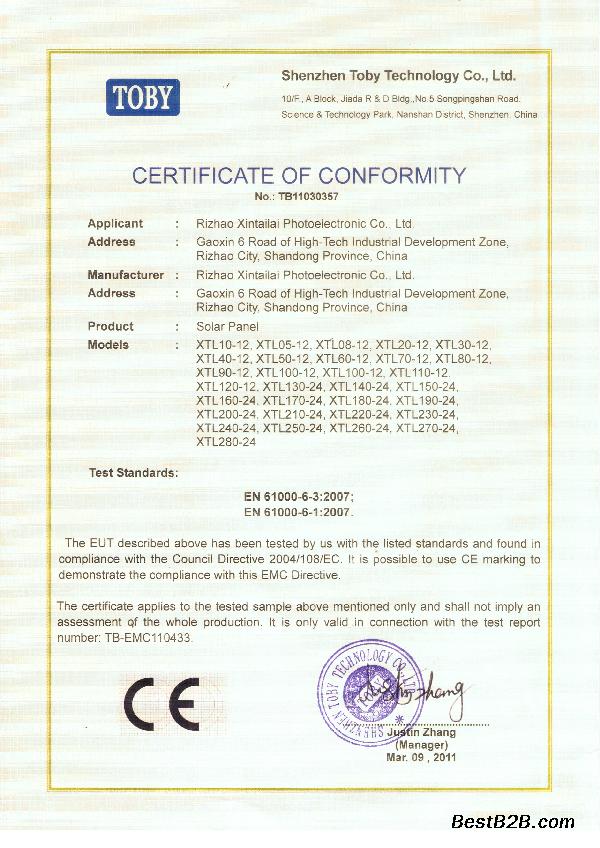 TOBY
Shenzhen Toby Technology Co., Ltd.
10/F., A Block, Jiada R & D Bldg.,No.5 Songpingshan Road.
Science & Technology Park, Nanshan District, Shenzhen, China
CERTIFICATE OF CONFORMITY
No.: TB11030357
Applicant : Rizhao Xintailai Photoelectronic Co., Ltd
Address : Gaoxin 6 Road of High-Tech Industrial Development Zone,
Rizhao City, Shandong Province, China
Manufacturer : Rizhao Xintailai Photoelectronic Co., Ltd.
Address : Gaoxin 6 Road of High-Tech Industrial Development Zone,
Rizhao City, Shandong Province, China
Product : Solar Panel
Models : XTL10-12, XTL05-12, XTL08-12, XTL20-12, XTL30-12,
XTL40-12, XTL50-12, XTL60-12, XTL70-12, XTL80-12,
XTL90-12, XTL100-12, XTL100-12, XTL110-12,
XTL120-12, XTL130-24, XTL140-24, XTL150-24,
XTL160-24, XTL170-24, XTL180-24, XTL190-24,
XTL200-24, XTL210-24, XTL220-24, XTL230-24,
XTL240-24, XTL250-24, XTL260-24, XTL270-24,
XTL280-24
Test Standards:
EN 61000-6-3:2007;
EN 61000-6-1:2007.
The EUT described above has been tested by us with the listed standards and found in
compliance with the Council Directive 2004/108/EC. It is possible to use CE marking to
demonstrate the compliance with this EMC Directive.
The certificate applies to the tested sample above mentioned only and shall not imply an
assessment of the whole production. It is only valid in connection with the test report
number: TB-EMC110433.
CE
SHENZHEN TOBY TECHNOLOGY CO., LTD
Justin Zhang
(Manager)
Mar. 09 , 2011
BestB2B.com